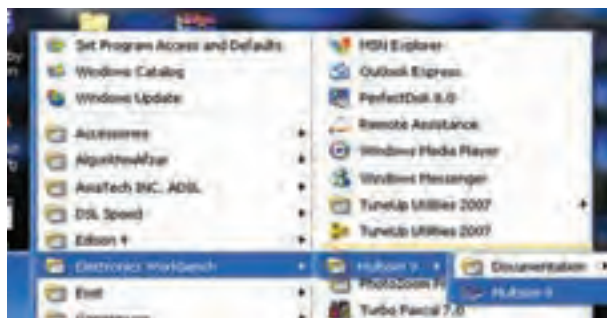 Set Program Access and Defaults
Windows Catalog
Windows Update
Accessories
AsiaTech INC. ADSL
DSL Speed
Edison 4
Electronics Workbench
MSN Explorer
Outlook Express
PerfectDisk 8.0
Remote Assistance
Windows Media Player
Windows Messenger
TuneUp Utilities 2007
TuneUp Utilities 2007
Multisim 9
PhotoZoom
Turbo Pascal 7.0
Documentation
Multisim 9